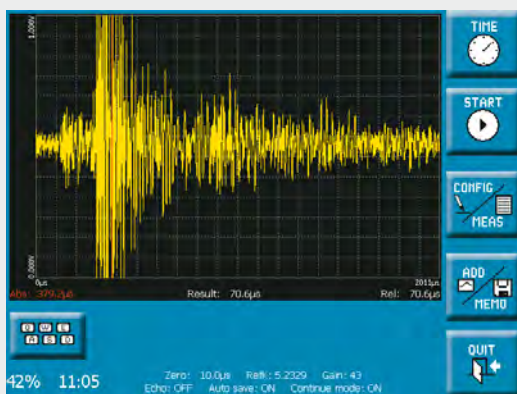 1.000V
0.000V
0µs
2011µs
Abs: 379.2µs Result: 70.6µs Rel: 70.6µs
TIME
START
CONFIG
MEAS
ADD
MEMO
QUIT
Q W E
A S D
42% 11:05
Zero: 10.0µs Refli: 5.2329 Gain: 43
Echo: OFF Auto save: ON Continue mode: ON